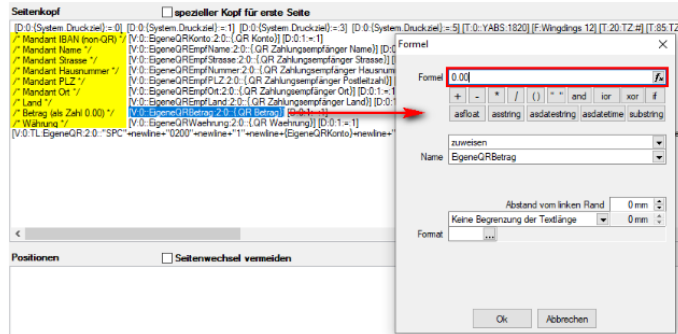 Seitenkopf
spezieller Kopf für erste Seite
[D:0:{System.Druckziel}:=:0] [D:0:{System.Druckziel}:=:1] [D:0:{System.Druckziel}:=:3] [D:0:{System.Druckziel}:=:5] [T:0::YABS:1820] [F:Wingdings 12] [T:20:TZ:#] [T:85:TZ
/* Mandant IBAN (non-QR) */ [V:0::EigeneQRKonto:2:0::{.QR Konto}] [D:0:1:=:1]
/* Mandant Name */ [V:0::EigeneQREmpfName:2:0::{.QR Zahlungsempfänger Name}] [D:0
/* Mandant Strasse */ [V:0::EigeneQREmpfStrasse:2:0::{.QR Zahlungsempfänger Strasse}] [
/* Mandant Hausnummer */ [V:0::EigeneQREmpfNummer:2:0::{.QR Zahlungsempfänger Hausnum
/* Mandant PLZ */ [V:0::EigeneQREmpfPLZ:2:0::{.QR Zahlungsempfänger Postleitzahl}]
/* Mandant Ort */ [V:0::EigeneQREmpfOrt:2:0::{.QR Zahlungsempfänger Ort}] [D:0:1:=:1
/* Land */ [V:0::EigeneQREmpfLand:2:0::{.QR Zahlungsempfänger Land}] [D:0:1:
/* Betrag (als Zahl 0.00) */ [V:0::EigeneQRBetrag:2:0::{.QR Betrag}] [D:0:1:=:1]
/* Währung */ [V:0::EigeneQRWaehrung:2:0::{.QR Waehrung}] [D:0:1:=:1]
[V:0:TL:EigeneQR:2:0::"SPC"+newline+"0200"+newline+"1"+newline+{EigeneQRKonto}+newline+"
Positionen
Seitenwechsel vermeiden
Formel
Formel 0.00 fx
+ - * / () " " and ior xor if
asfloat asstring asdatestring asdatetime substring
zuweisen
Name EigeneQRBetrag
Abstand vom linken Rand 0 mm
Keine Begrenzung der Textlänge 0 mm
Format ...
Ok Abbrechen